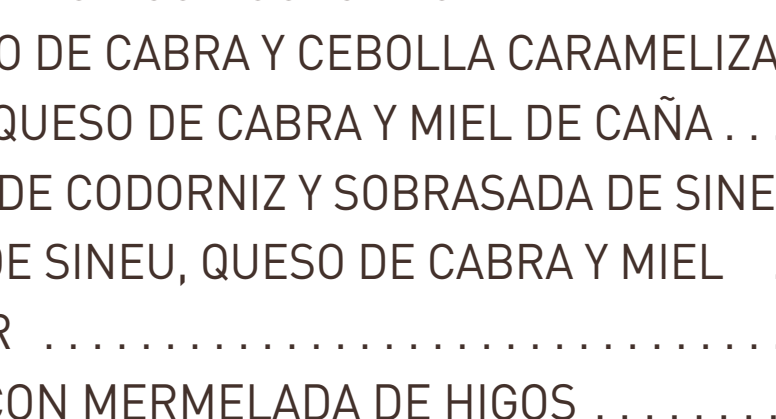 O DE CABRA Y CEBOLLA CARAMELIZA
QUESO DE CABRA Y MIEL DE CAÑA . . .
DE CODORNIZ Y SOBRASADA DE SINE
DE SINEU, QUESO DE CABRA Y MIEL
R . . . . . . . . . . . . . . . . . . . . . . . . . . . . . . .
CON MERMELADA DE HIGOS . . . . . . . .